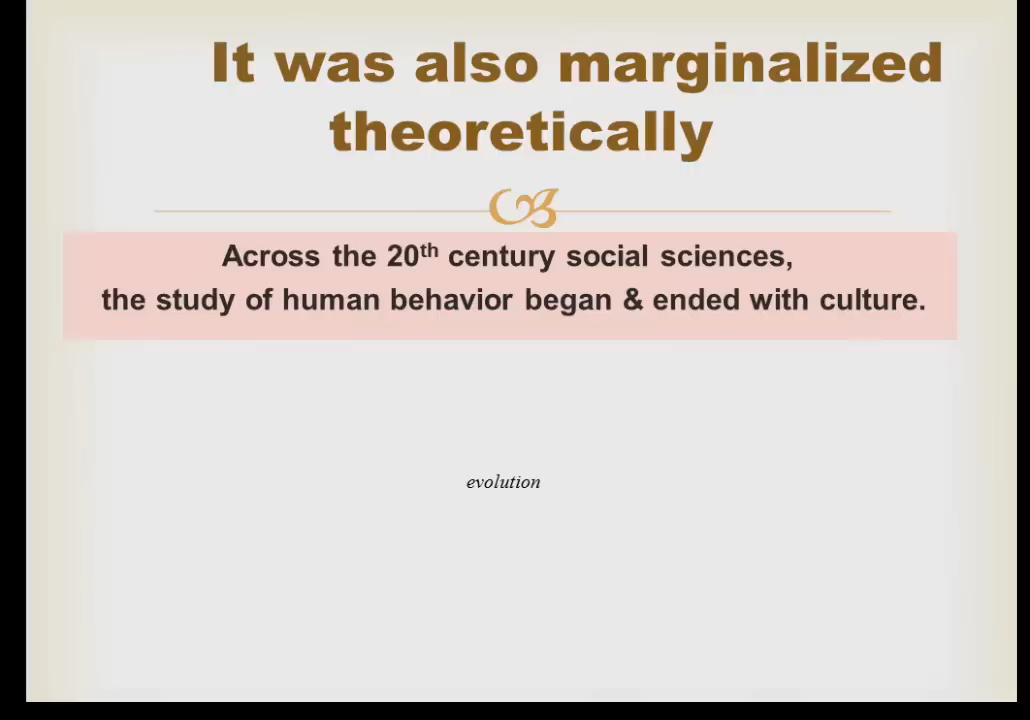 It was also marginalized
theoretically
Across the 20th century social sciences,
the study of human behavior began & ended with culture.
evolution